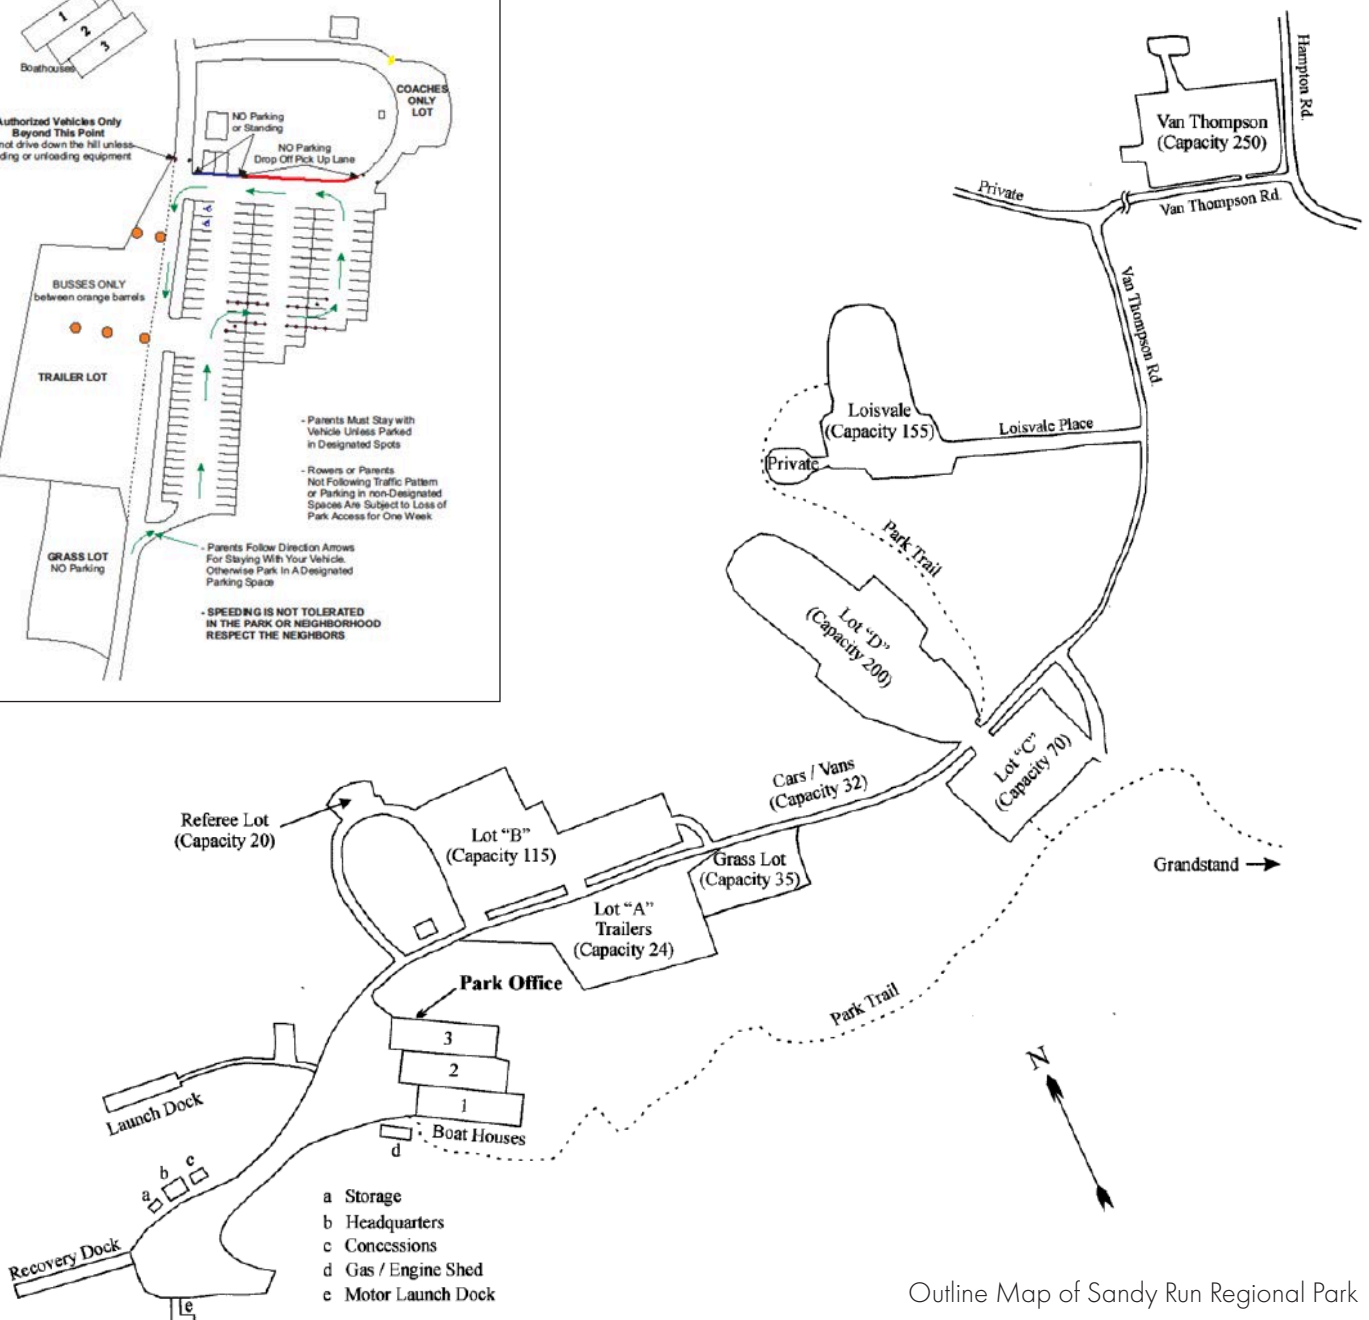 1
2
3
Boathouses
COACHES
ONLY
LOT
Authorized Vehicles Only
Beyond This Point
not drive down the hill unless
ding or unloading equipment
NO Parking
or Standing
NO Parking
Drop Off Pick Up Lane
BUSSES ONLY
between orange barrels
TRAILER LOT
- Parents Must Stay with
Vehicle Unless Parked
in Designated Spots
- Rowers or Parents
Not Following Traffic Pattern
or Parking in non-Designated
Spaces Are Subject to Loss of
Park Access for One Week
GRASS LOT
NO Parking
- Parents Follow Direction Arrows
For Staying With Your Vehicle.
Otherwise Park In A Designated
Parking Space
- SPEEDING IS NOT TOLERATED
IN THE PARK OR NEIGHBORHOOD
RESPECT THE NEIGHBORS
Hampton Rd.
Van Thompson
(Capacity 250)
Private
Van Thompson Rd.
Van Thompson Rd.
Loisvale
(Capacity 155)
Loisvale Place
Private
Park Trail
Lot “D”
(Capacity 200)
Lot “C”
(Capacity 70)
Cars / Vans
(Capacity 32)
Referee Lot
(Capacity 20)
Lot “B”
(Capacity 115)
Grass Lot
(Capacity 35)
Grandstand
Lot “A”
Trailers
(Capacity 24)
Park Office
Park Trail
3
2
1
Boat Houses
d
Launch Dock
N
a
b
c
Recovery Dock
e
a Storage
b Headquarters
c Concessions
d Gas / Engine Shed
e Motor Launch Dock
Outline Map of Sandy Run Regional Park